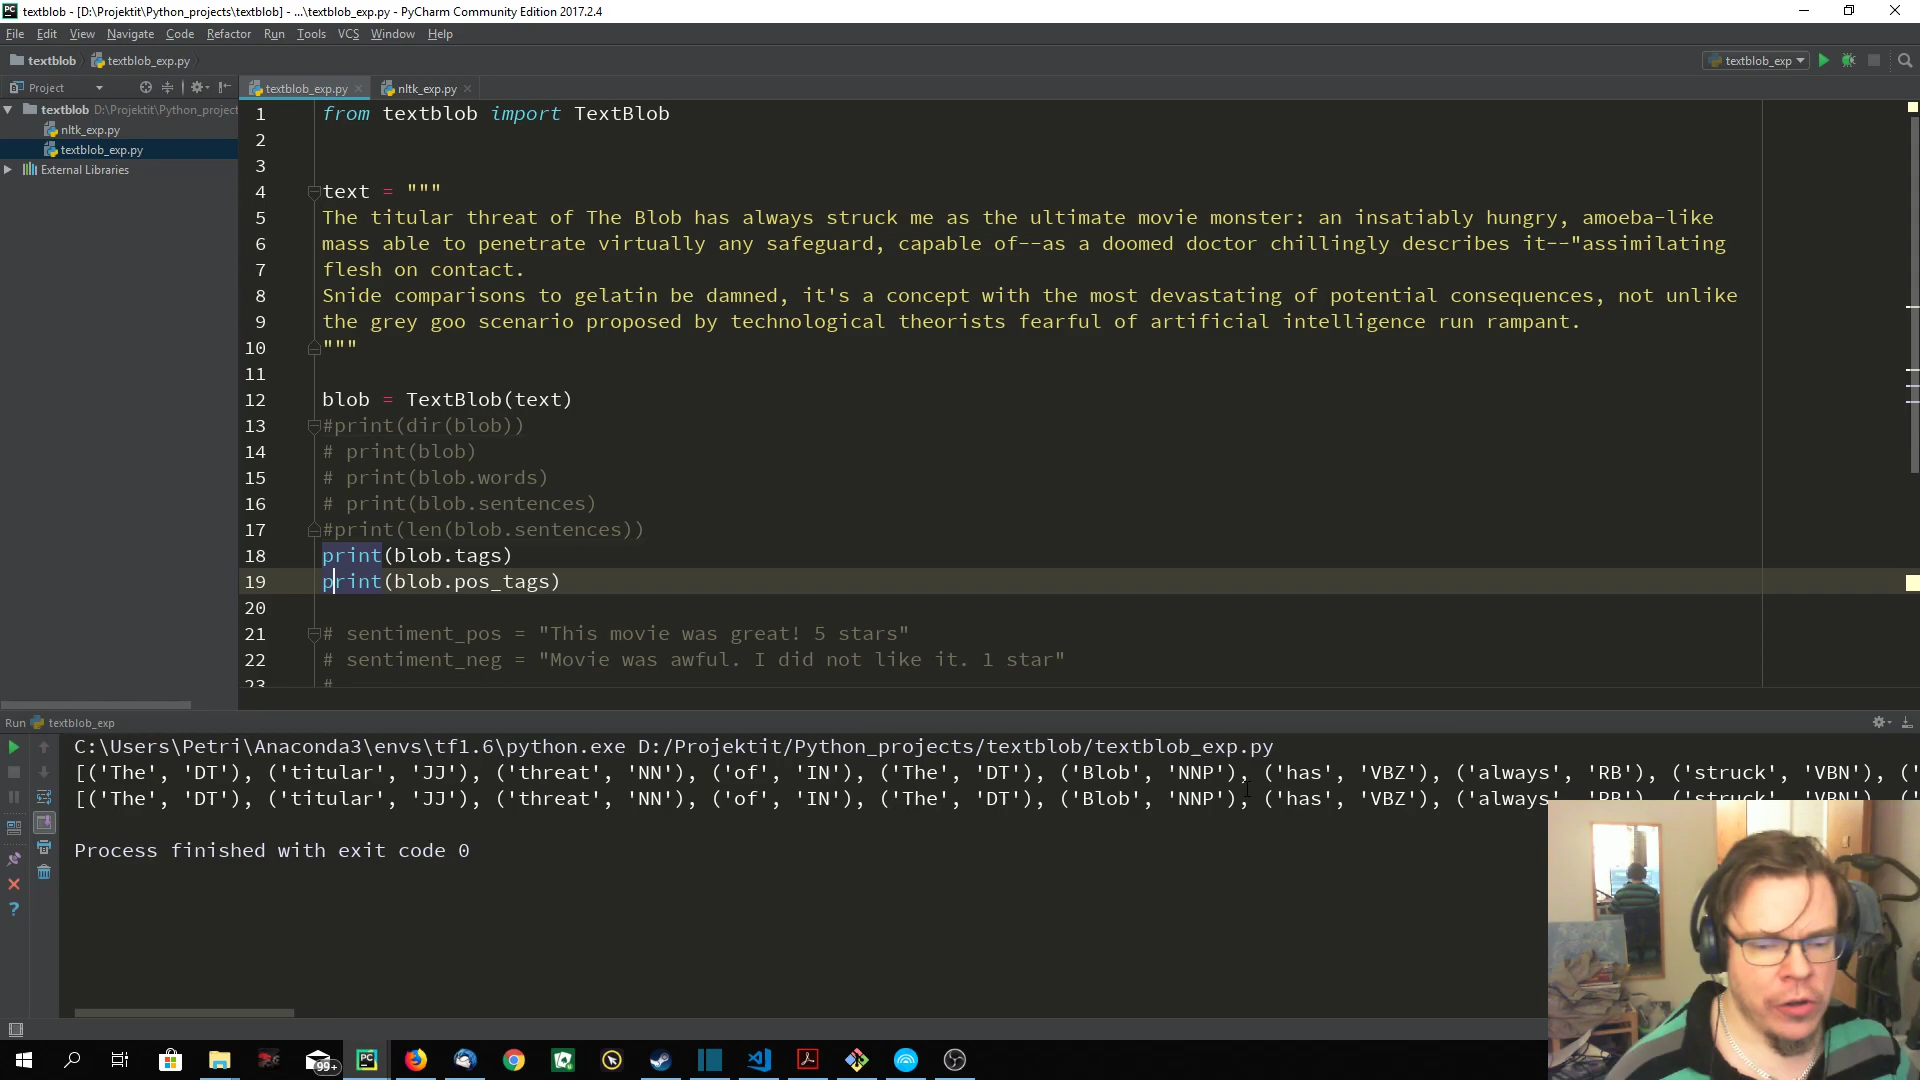 textblob - [D:\Projektit\Python_projects\textblob] - ...\textblob_exp.py - PyCharm Community Edition 2017.2.4
File Edit View Navigate Code Refactor Run Tools VCS Window Help
textblob textblob_exp.py textblob_exp
Project textblob_exp.py nltk_exp.py
textblob D:\Projektit\Python_project
nltk_exp.py
textblob_exp.py
External Libraries
1 from textblob import TextBlob
2
3
4 text = """
5 The titular threat of The Blob has always struck me as the ultimate movie monster: an insatiably hungry, amoeba-like
6 mass able to penetrate virtually any safeguard, capable of--as a doomed doctor chillingly describes it--"assimilating
7 flesh on contact.
8 Snide comparisons to gelatin be damned, it's a concept with the most devastating of potential consequences, not unlike
9 the grey goo scenario proposed by technological theorists fearful of artificial intelligence run rampant.
10 """
11
12 blob = TextBlob(text)
13 #print(dir(blob))
14 # print(blob)
15 # print(blob.words)
16 # print(blob.sentences)
17 #print(len(blob.sentences))
18 print(blob.tags)
19 print(blob.pos_tags)
20
21 # sentiment_pos = "This movie was great! 5 stars"
22 # sentiment_neg = "Movie was awful. I did not like it. 1 star"
23 #
Run textblob_exp
C:\Users\Petri\Anaconda3\envs\tf1.6\python.exe D:/Projektit/Python_projects/textblob/textblob_exp.py
[('The', 'DT'), ('titular', 'JJ'), ('threat', 'NN'), ('of', 'IN'), ('The', 'DT'), ('Blob', 'NNP'), ('has', 'VBZ'), ('always', 'RB'), ('struck', 'VBN'), ('
[('The', 'DT'), ('titular', 'JJ'), ('threat', 'NN'), ('of', 'IN'), ('The', 'DT'), ('Blob', 'NNP'), ('has', 'VBZ'), ('always', 'RB'), ('struck', 'VBN'), ('
Process finished with exit code 0
PC
99+